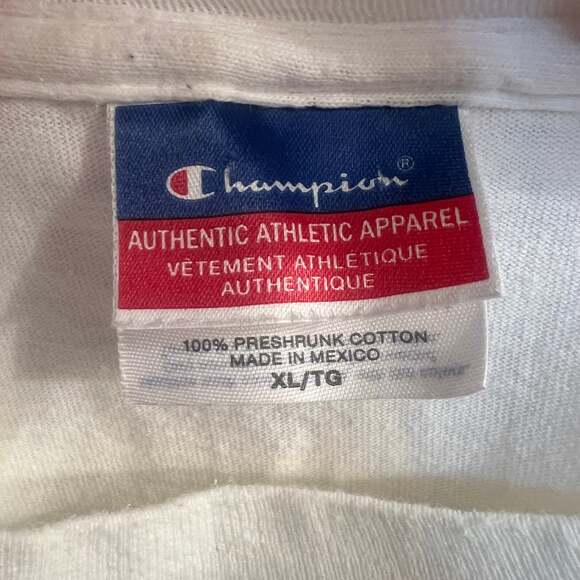 Champion®
AUTHENTIC ATHLETIC APPAREL
VÊTEMENT ATHLÉTIQUE
AUTHENTIQUE
100% PRESHRUNK COTTON
MADE IN MEXICO
XL/TG